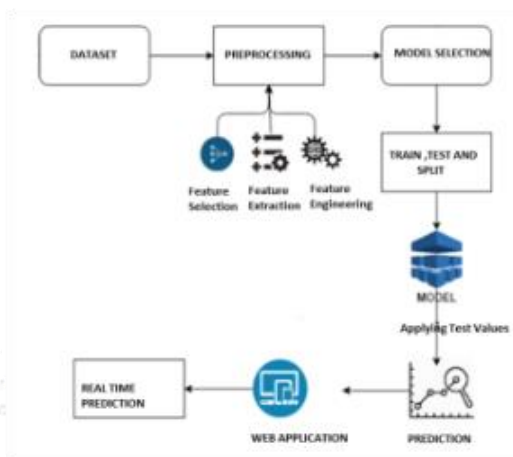 DATASET
PREPROCESSING
MODEL SELECTION
TRAIN ,TEST AND
SPLIT
Feature
Selection
Feature
Extraction
Feature
Engineering
MODEL
Applying Test Values
REAL TIME
PREDICTION
WEB APPLICATION
PREDICTION